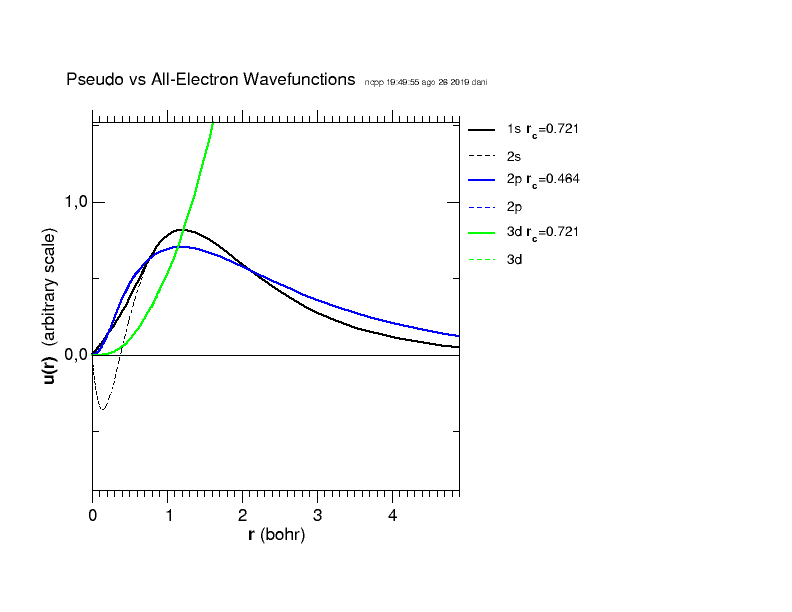 Pseudo vs All-Electron Wavefunctions ncpp 19:49:55 ago 26 2019 dani
1s rc=0.721
2s
2p rc=0.464
2p
3d rc=0.721
3d
1,0
0,0
u(r) (arbitrary scale)
0 1 2 3 4
r (bohr)